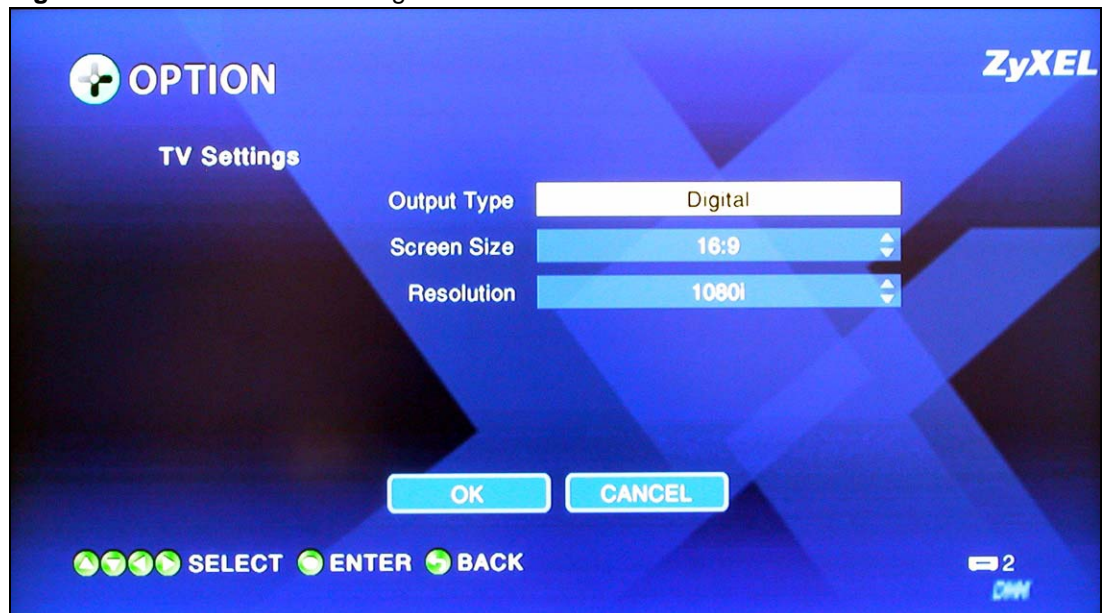 OPTION
ZyXEL
TV Settings
Output Type
Digital
Screen Size
16:9
Resolution
1080i
OK
CANCEL
SELECT ENTER BACK
2